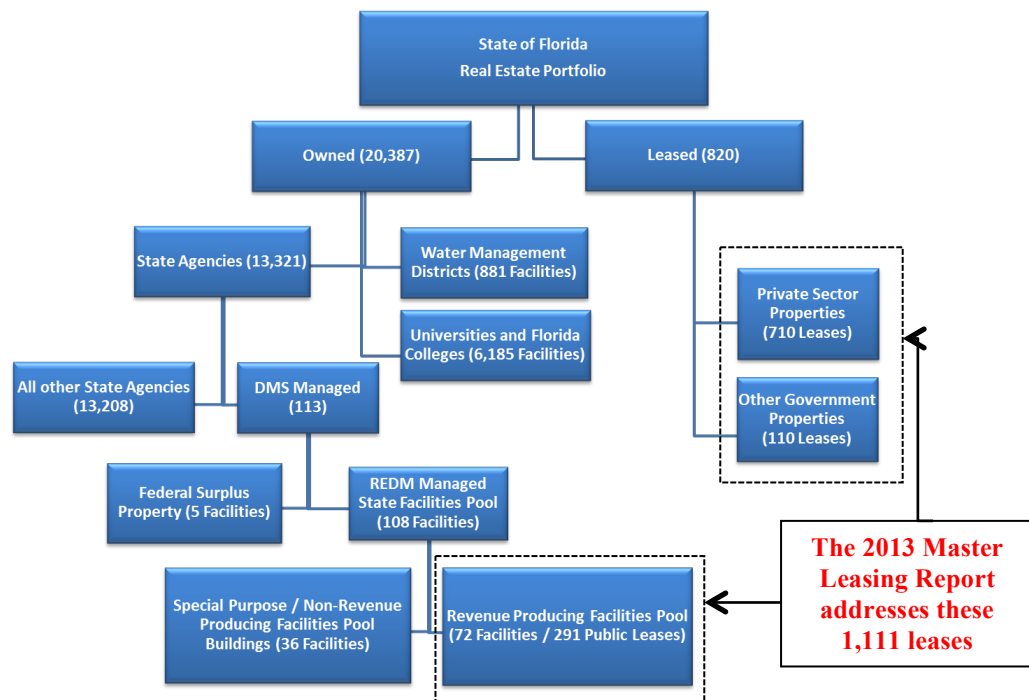 State of Florida
Real Estate Portfolio
Owned (20,387)
Leased (820)
State Agencies (13,321)
Water Management
Districts (881 Facilities)
Universities and Florida
Colleges (6,185 Facilities)
Private Sector
Properties
(710 Leases)
Other Government
Properties
(110 Leases)
All other State Agencies
(13,208)
DMS Managed
(113)
Federal Surplus
Property (5 Facilities)
REDM Managed
State Facilities Pool
(108 Facilities)
Special Purpose / Non-Revenue
Producing Facilities Pool
Buildings (36 Facilities)
Revenue Producing Facilities Pool
(72 Facilities / 291 Public Leases)
The 2013 Master
Leasing Report
addresses these
1,111 leases